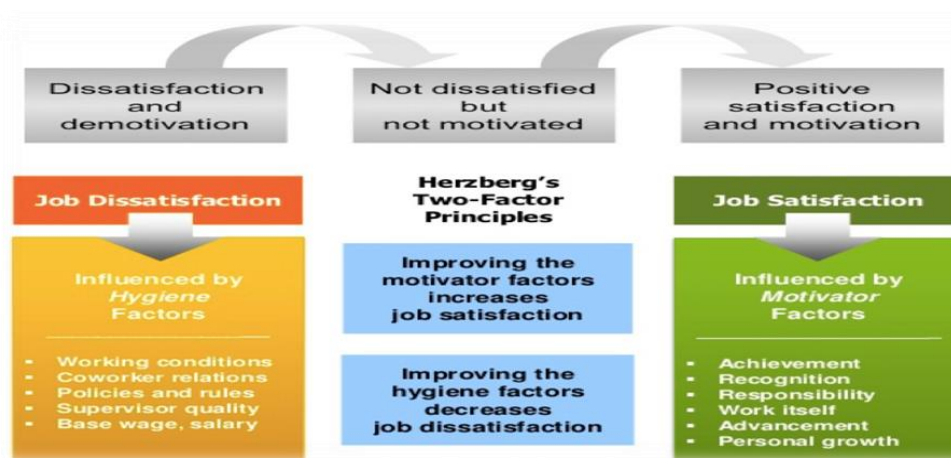 Dissatisfaction
and
demotivation
Not dissatisfied
but
not motivated
Positive
satisfaction
and motivation
Job Dissatisfaction
Influenced by
Hygiene
Factors
▪ Working conditions
▪ Coworker relations
▪ Policies and rules
▪ Supervisor quality
▪ Base wage, salary
Herzberg's
Two-Factor
Principles
Improving the
motivator factors
increases
job satisfaction
Improving the
hygiene factors
decreases
job dissatisfaction
Job Satisfaction
Influenced by
Motivator
Factors
▪ Achievement
▪ Recognition
▪ Responsibility
▪ Work itself
▪ Advancement
▪ Personal growth